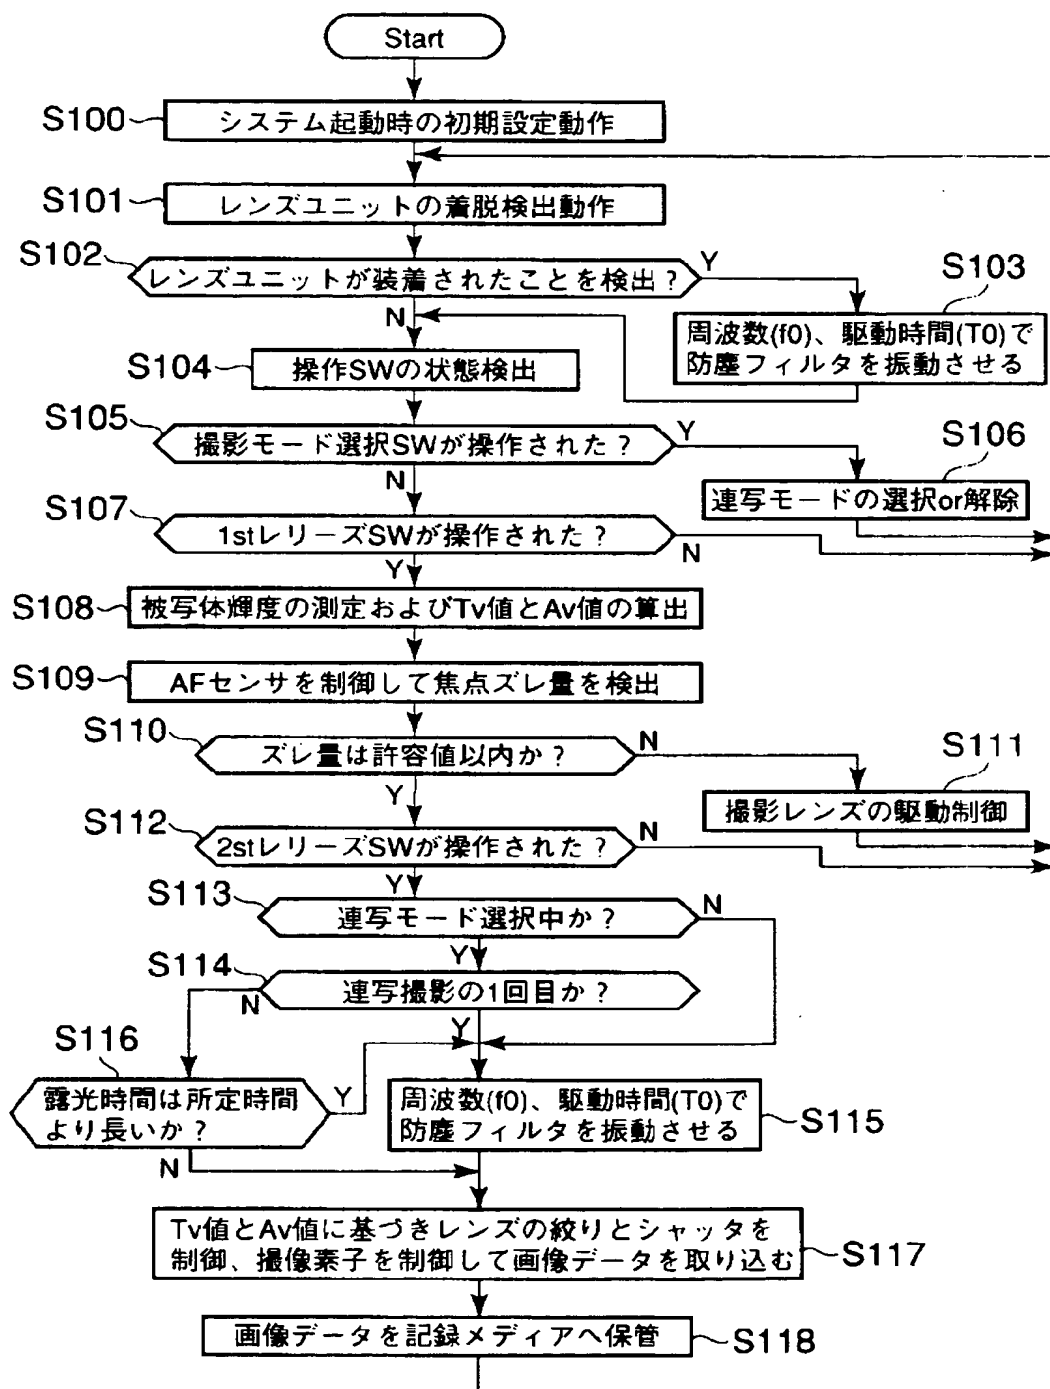 Start
S100
システム起動時の初期設定動作
S101
レンズユニットの着脱検出動作
S102
レンズユニットが装着されたことを検出？
Y
N
S103
周波数(f0)、駆動時間(T0)で
防塵フィルタを振動させる
S104
操作SWの状態検出
S105
撮影モード選択SWが操作された？
Y
N
S106
連写モードの選択or解除
S107
1stレリーズSWが操作された？
N
Y
S108
被写体輝度の測定およびTv値とAv値の算出
S109
AFセンサを制御して焦点ズレ量を検出
S110
ズレ量は許容値以内か？
N
Y
S111
撮影レンズの駆動制御
S112
2stレリーズSWが操作された？
N
Y
S113
連写モード選択中か？
N
Y
S114
連写撮影の1回目か？
N
Y
S116
露光時間は所定時間
より長いか？
Y
N
周波数(f0)、駆動時間(T0)で
防塵フィルタを振動させる
S115
Tv値とAv値に基づきレンズの絞りとシャッタを
制御、撮像素子を制御して画像データを取り込む
S117
画像データを記録メディアへ保管
S118